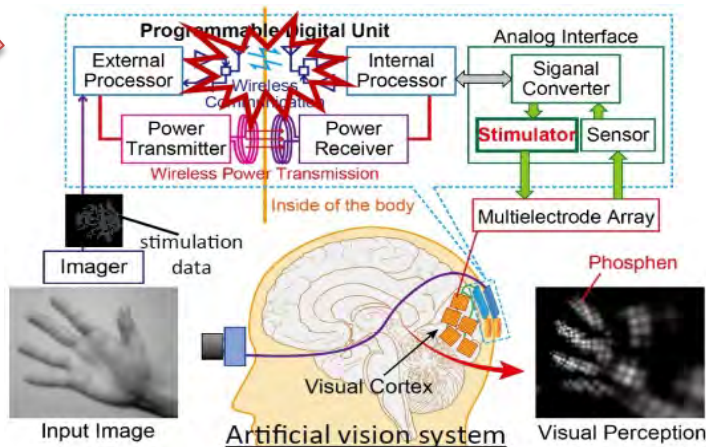 Programmable Digital Unit
External
Processor
Wireless
Communication
Internal
Processor
Analog Interface
Siganal
Converter
Stimulator
Sensor
Power
Transmitter
Power
Receiver
Wireless Power Transmission
Inside of the body
Multielectrode Array
stimulation
data
Imager
Phosphen
Visual Cortex
Input Image
Artificial vision system
Visual Perception